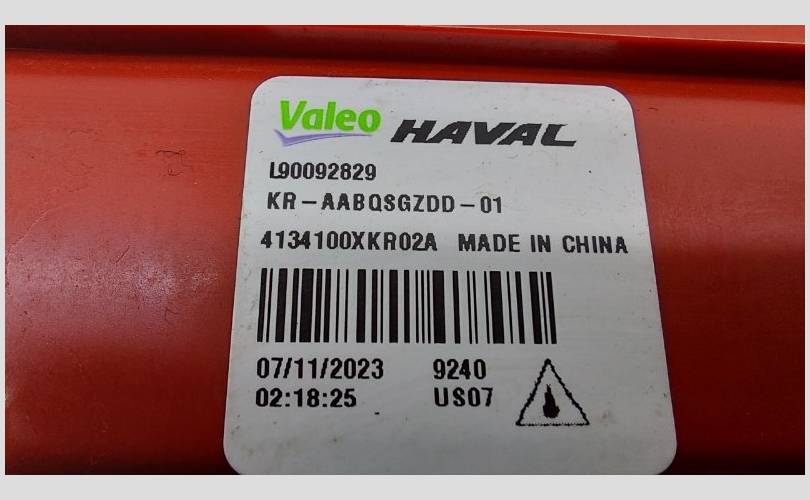 Valeo HAVAL
L90092829
KR-AABQSGZDD-01
4134100XKR02A MADE IN CHINA
07/11/2023 9240
02:18:25 US07